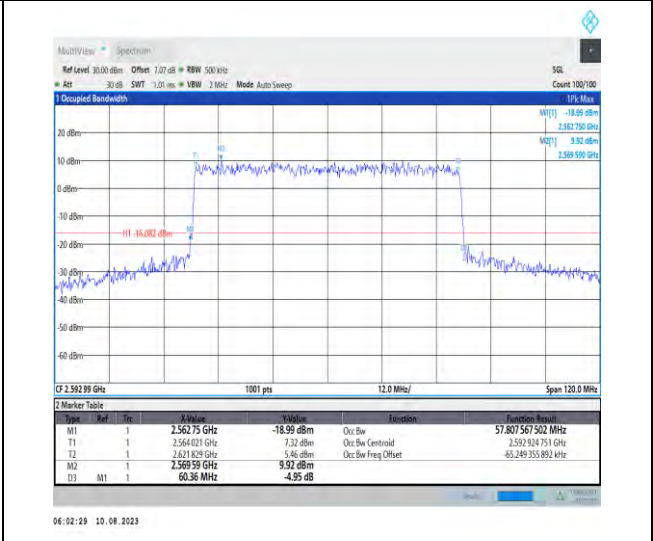 MultiView Spectrum
Ref Level 30.00 dBm Offset 7.07 dB RBW 500 kHz SGL
Att 30 dB SWT 1.01 ms VBW 2 MHz Mode Auto Sweep Count 100/100
1 Occupied Bandwidth 1Pk Max
M1[1] -18.99 dBm
2.562 750 GHz
20 dBm
M2[1] 9.92 dBm
2.569 590 GHz
T1 M2
10 dBm
0 dBm
-10 dBm
H1 -16.082 dBm M1
-20 dBm
-30 dBm
-40 dBm
-50 dBm
-60 dBm
CF 2.592 99 GHz 1001 pts 12.0 MHz/ Span 120.0 MHz
2 Marker Table
Type Ref Trc X-Value Y-Value Function Function Result
M1 1 2.562 75 GHz -18.99 dBm Occ Bw 57.807 567 502 MHz
T1 1 2.564 021 GHz 7.32 dBm Occ Bw Centroid 2.592 924 751 GHz
T2 1 2.621 829 GHz 5.46 dBm Occ Bw Freq Offset -65.249 355 892 kHz
M2 1 2.569 59 GHz 9.92 dBm
D3 M1 1 60.36 MHz -4.95 dB
06:02:29 10.08.2023